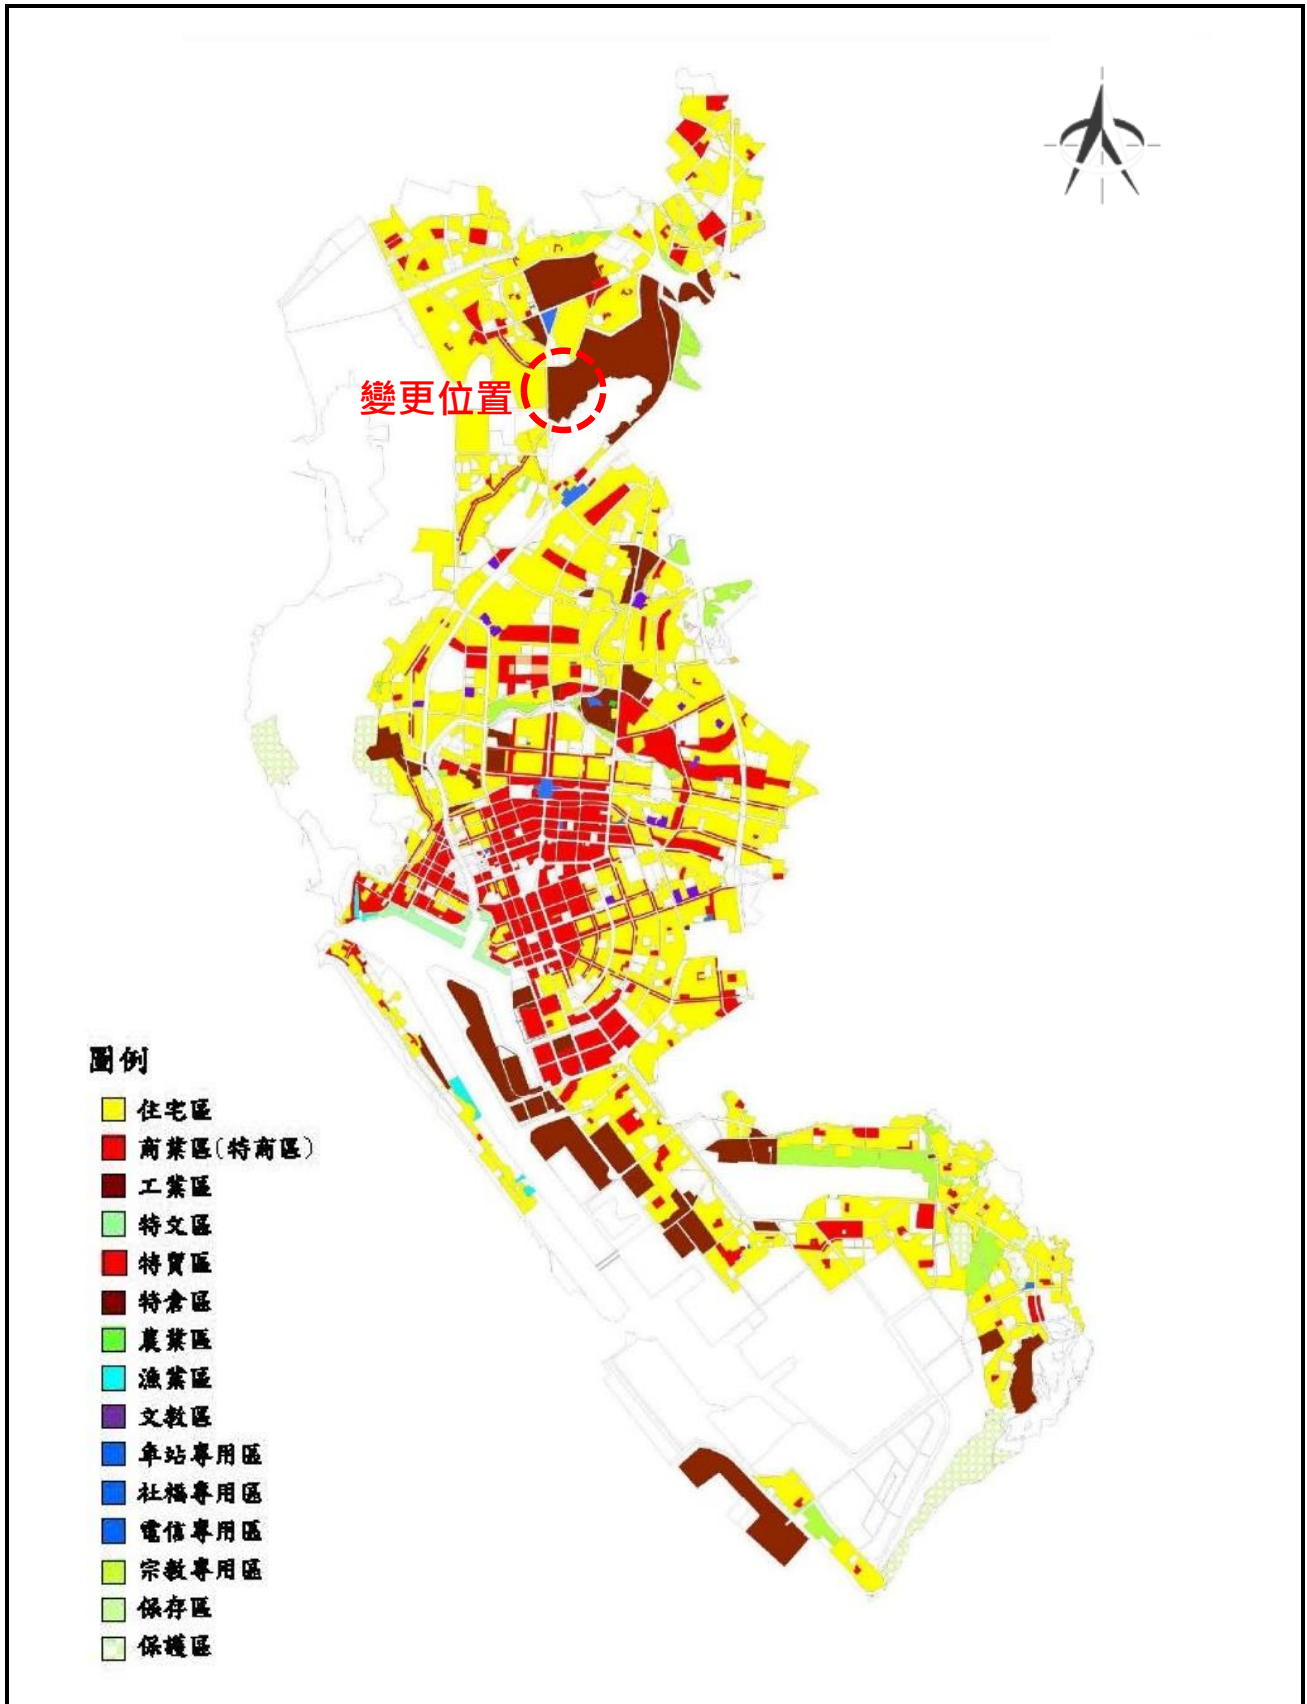 變更位置
圖例
住宅區
商業區(特商區)
工業區
特文區
特貿區
特倉區
農業區
漁業區
文教區
車站專用區
社福專用區
電信專用區
宗教專用區
保存區
保護區